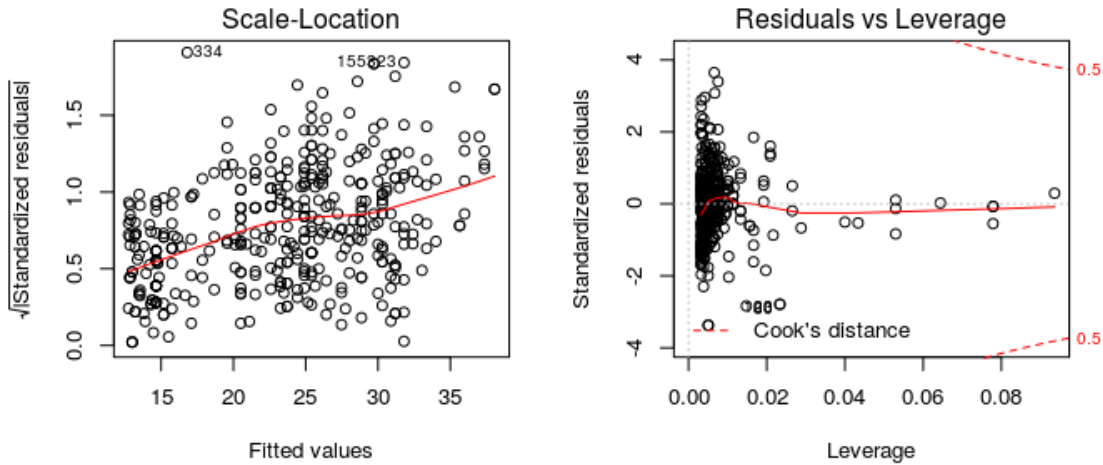 Scale-Location
√|Standardized residuals|
0.0 0.5 1.0 1.5
334
155323
15 20 25 30 35
Fitted values
Residuals vs Leverage
Standardized residuals
-4 -2 0 2 4
0.5
0.5
Cook's distance
0.00 0.02 0.04 0.06 0.08
Leverage